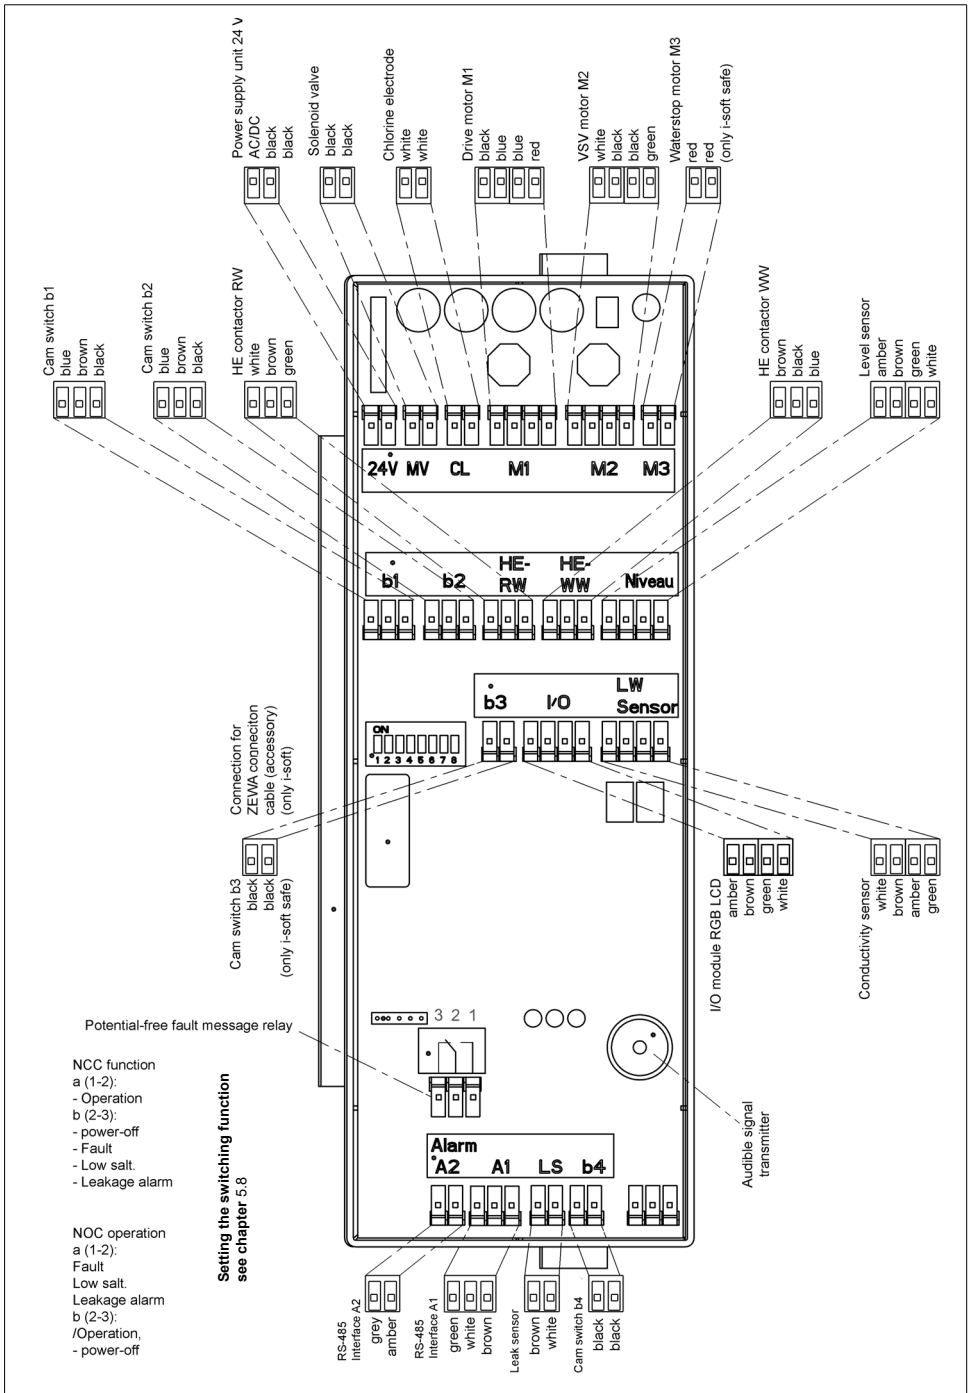 Power supply unit 24 V
AC/DC
black
black
Solenoid valve
black
black
Chlorine electrode
white
white
Drive motor M1
black
blue
blue
red
VSV motor M2
white
black
black
green
Waterstop motor M3
red
red
(only i-soft safe)
Cam switch b1
blue
brown
black
Cam switch b2
blue
brown
black
HE contactor RW
white
brown
green
HE contactor WW
brown
black
blue
Level sensor
amber
brown
green
white
24V MV CL M1 M2 M3
b1 b2 HE-RW HE-WW Niveau
b3 I/O LW Sensor
ON
1 2 3 4 5 6 7 8
Connection for
ZEWA conneciton
cable (accessory)
(only i-soft)
Cam switch b3
black
black
(only i-soft safe)
I/O module RGB LCD
amber
brown
green
white
Conductivity sensor
white
brown
amber
green
Potential-free fault message relay
3 2 1
NCC function
a (1-2):
- Operation
b (2-3):
- power-off
- Fault
- Low salt.
- Leakage alarm
NOC operation
a (1-2):
Fault
Low salt.
Leakage alarm
b (2-3):
/Operation,
- power-off
Setting the switching function
see chapter 5.8
Audible signal
transmitter
Alarm
A2 A1 LS b4
RS-485
Interface A2
grey
amber
RS-485
Interface A1
green
white
brown
Leak sensor
brown
white
Cam switch b4
black
black